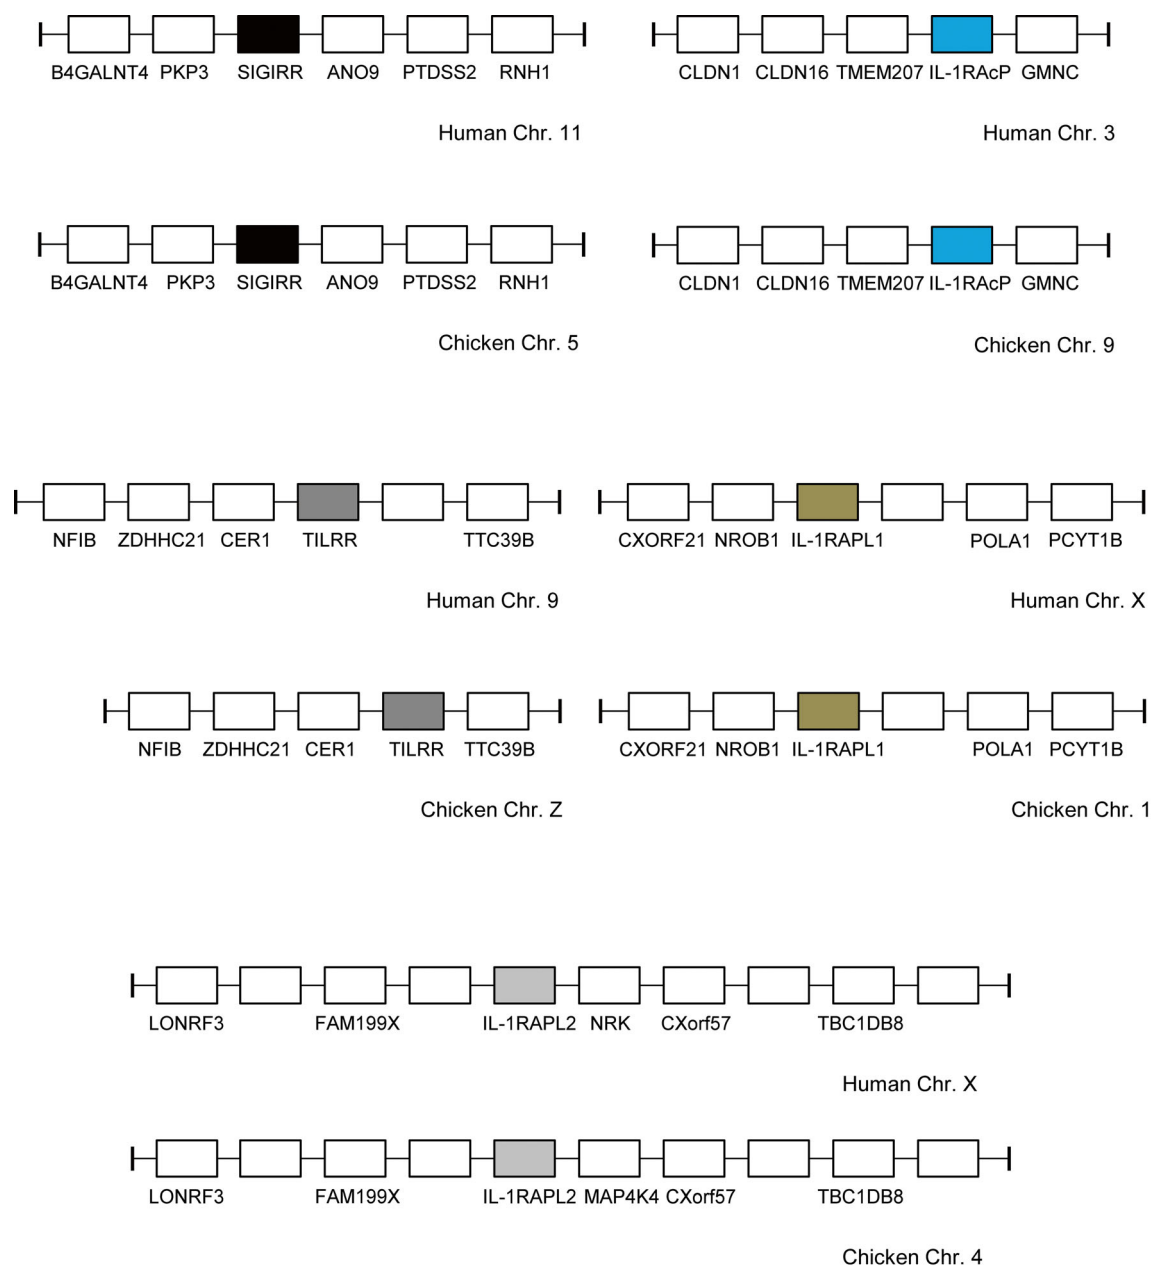 B4GALNT4 PKP3 SIGIRR ANO9 PTDSS2 RNH1
Human Chr. 11
CLDN1 CLDN16 TMEM207 IL-1RAcP GMNC
Human Chr. 3
B4GALNT4 PKP3 SIGIRR ANO9 PTDSS2 RNH1
Chicken Chr. 5
CLDN1 CLDN16 TMEM207 IL-1RAcP GMNC
Chicken Chr. 9
NFIB ZDHHC21 CER1 TILRR TTC39B
Human Chr. 9
CXORF21 NROB1 IL-1RAPL1 POLA1 PCYT1B
Human Chr. X
NFIB ZDHHC21 CER1 TILRR TTC39B
Chicken Chr. Z
CXORF21 NROB1 IL-1RAPL1 POLA1 PCYT1B
Chicken Chr. 1
LONRF3 FAM199X IL-1RAPL2 NRK CXorf57 TBC1DB8
Human Chr. X
LONRF3 FAM199X IL-1RAPL2 MAP4K4 CXorf57 TBC1DB8
Chicken Chr. 4